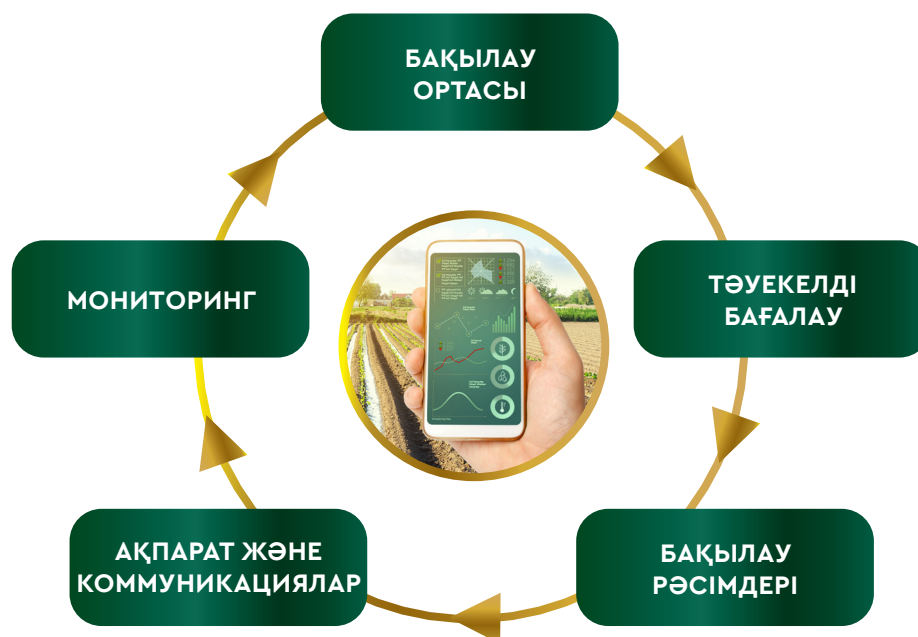 БАҚЫЛАУ
ОРТАСЫ
ТӘУЕКЕЛДІ
БАҒАЛАУ
БАҚЫЛАУ
РӘСІМДЕРІ
АҚПАРАТ ЖӘНЕ
КОММУНИКАЦИЯЛАР
МОНИТОРИНГ